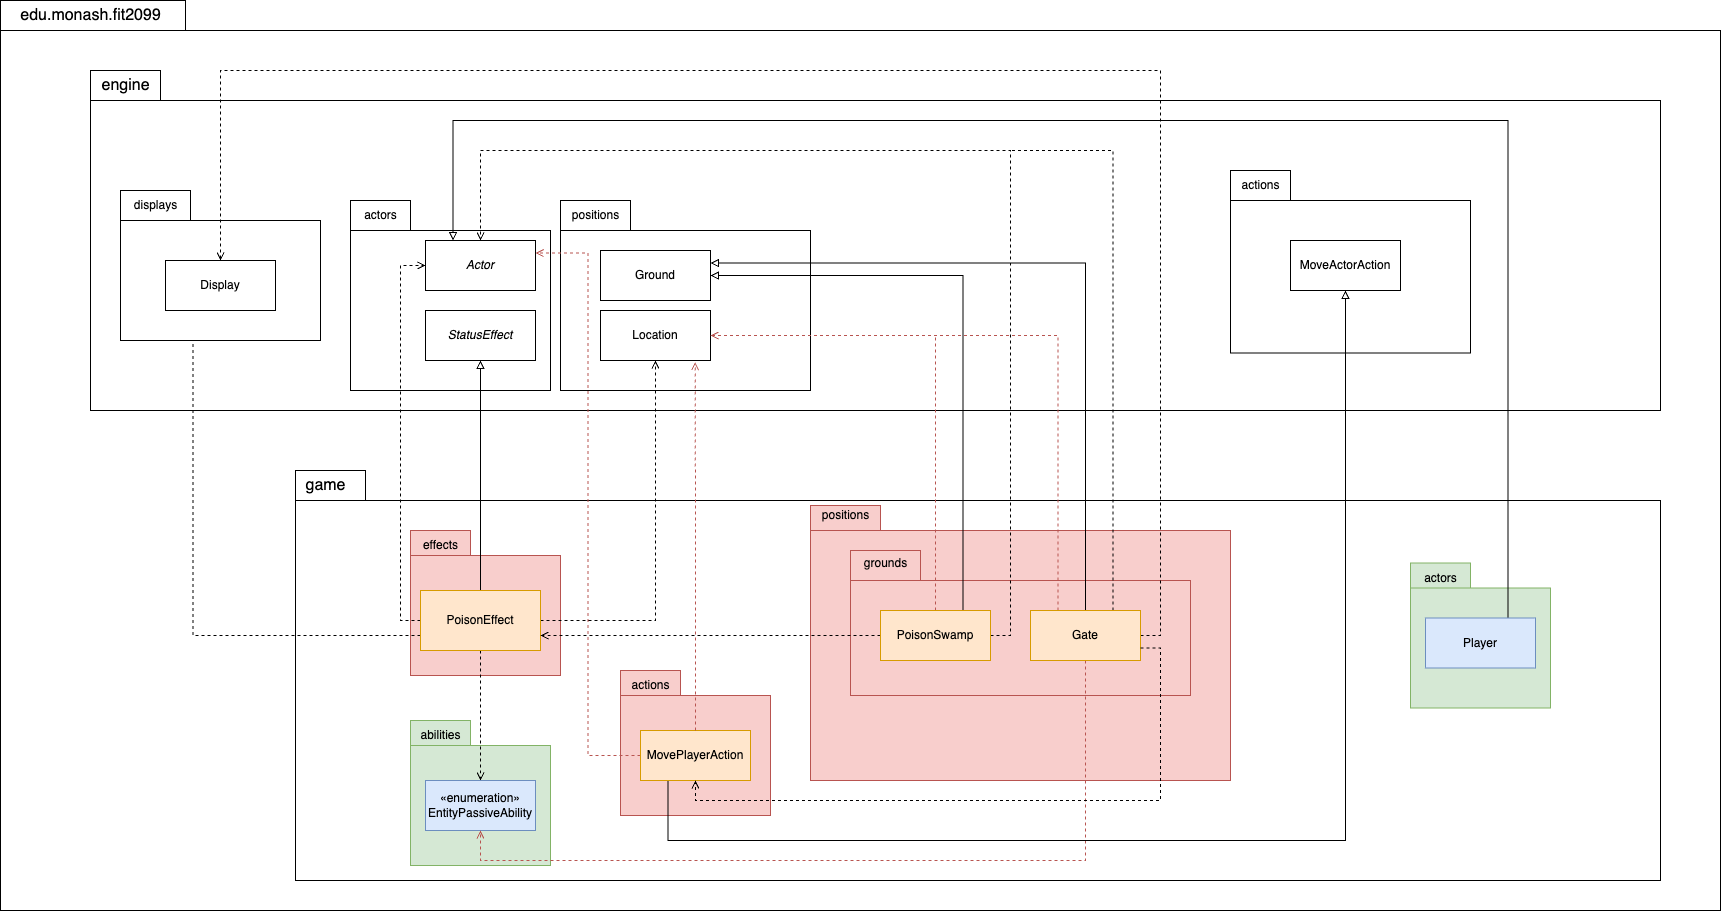 edu.monash.fit2099
engine
displays
Display
actors
Actor
StatusEffect
positions
Ground
Location
actions
MoveActorAction
game
effects
PoisonEffect
abilities
«enumeration»
EntityPassiveAbility
actions
MovePlayerAction
positions
grounds
PoisonSwamp
Gate
actors
Player